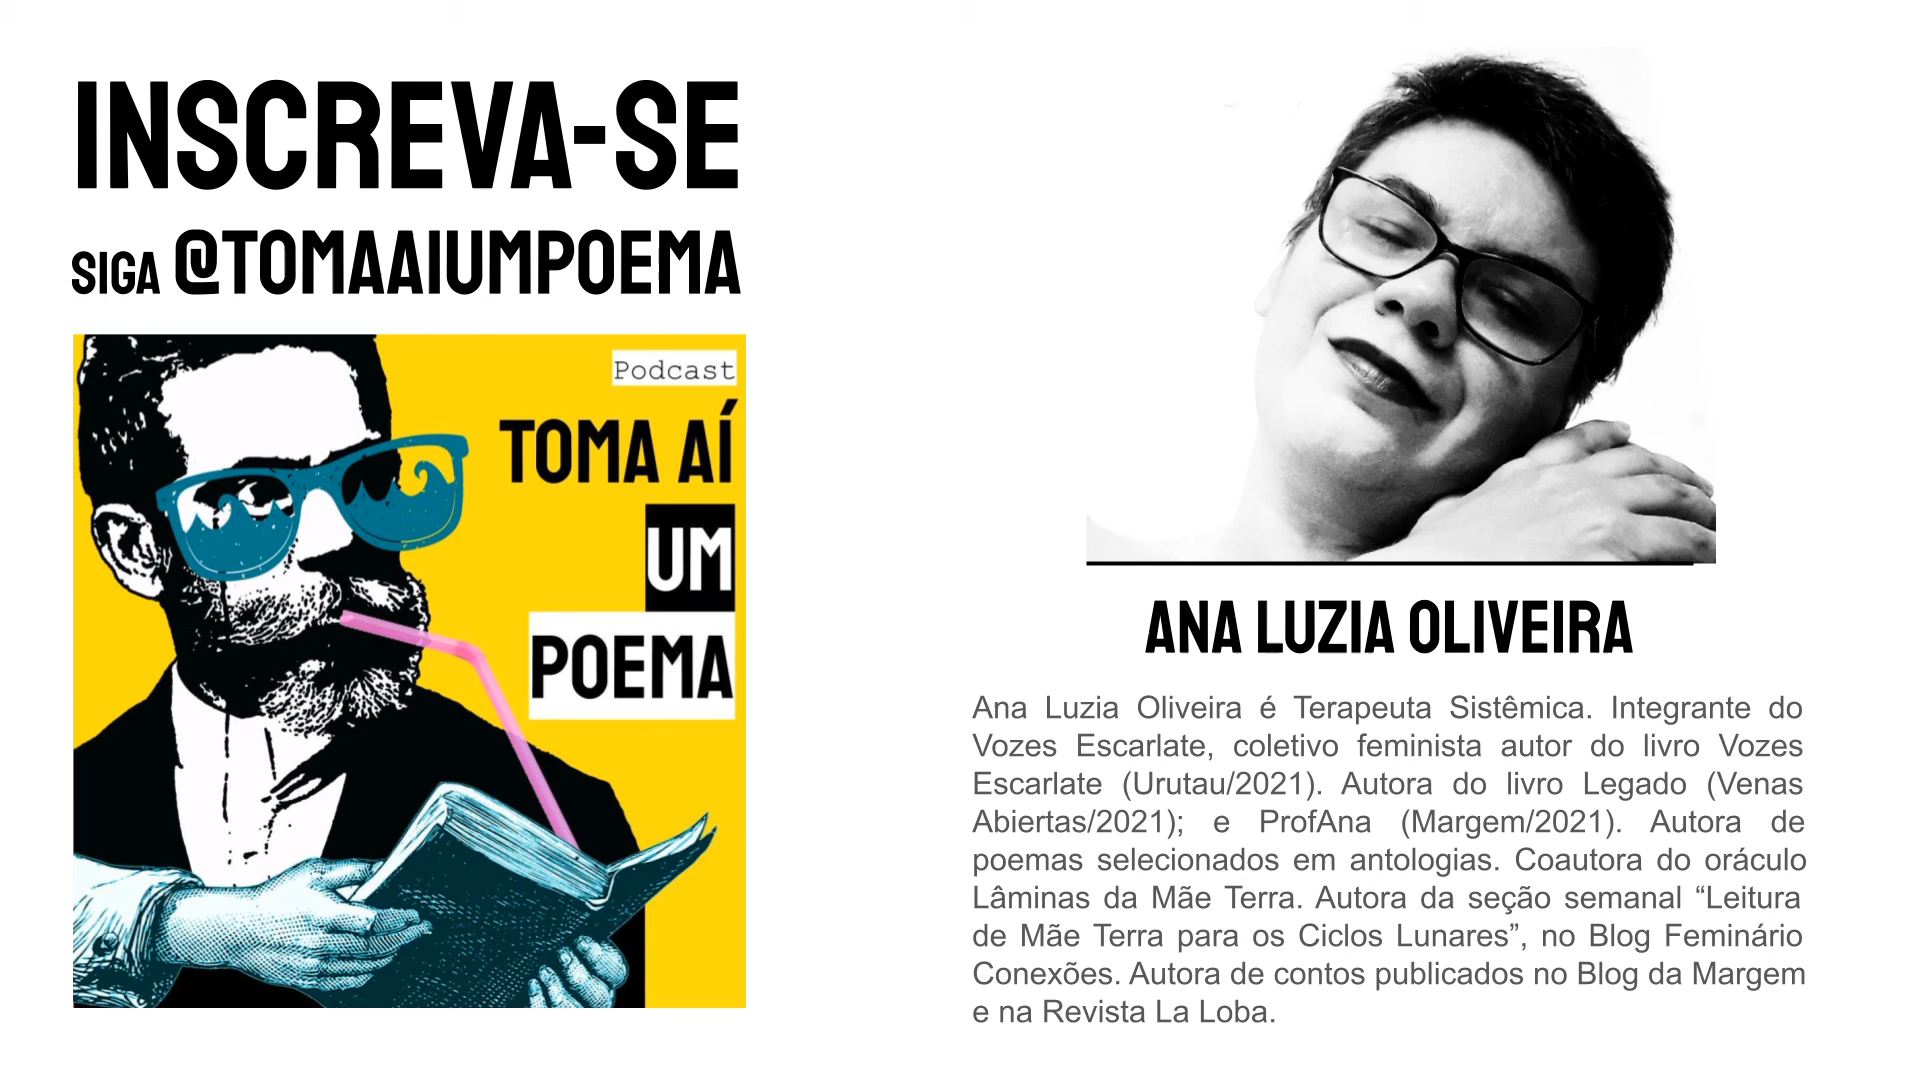 INSCREVA-SE
SIGA @TOMAAIUMPOEMA
Podcast
TOMA AÍ
UM
POEMA
ANA LUZIA OLIVEIRA
Ana Luzia Oliveira é Terapeuta Sistêmica. Integrante do
Vozes Escarlate, coletivo feminista autor do livro Vozes
Escarlate (Urutau/2021). Autora do livro Legado (Venas
Abiertas/2021); e ProfAna (Margem/2021). Autora de
poemas selecionados em antologias. Coautora do oráculo
Lâminas da Mãe Terra. Autora da seção semanal “Leitura
de Mãe Terra para os Ciclos Lunares”, no Blog Feminário
Conexões. Autora de contos publicados no Blog da Margem
e na Revista La Loba.